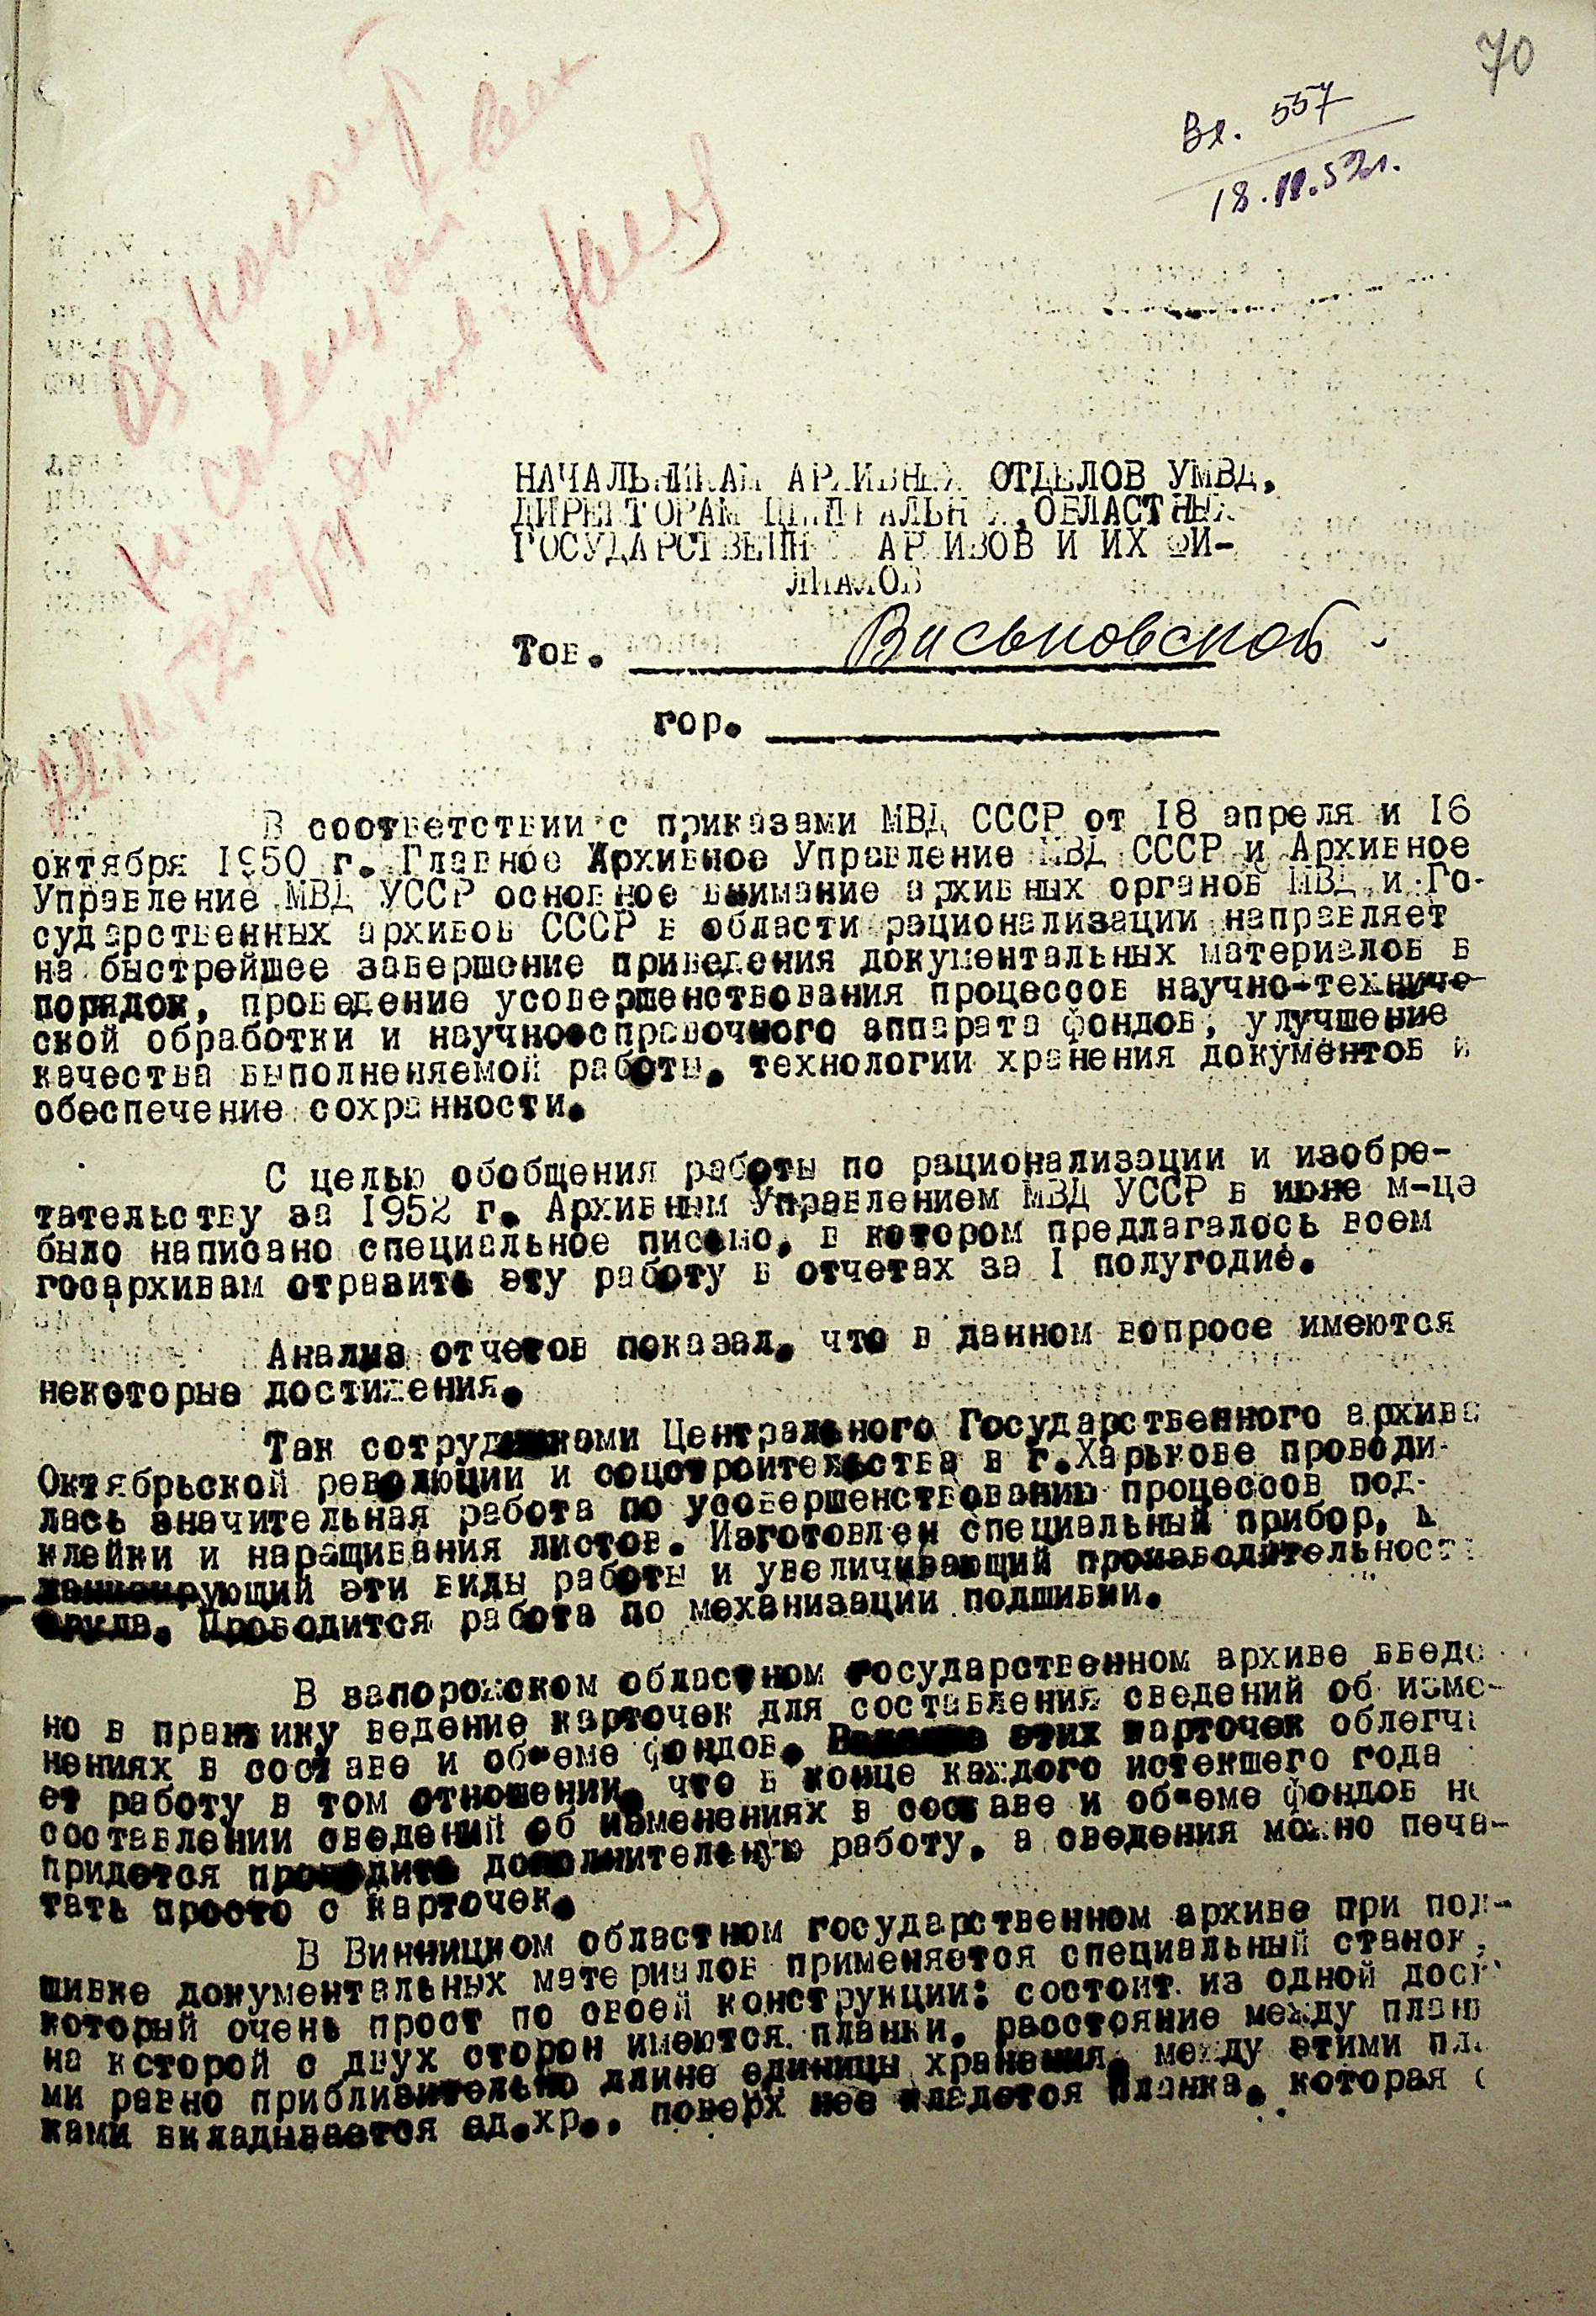 70
Вх. 557
18.11.52г.
НАЧАЛЬНИКАМ АРХИВНЫХ ОТДЕЛОВ УМВД,
ДИРЕКТОРАМ ЦЕНТРАЛЬНЫХ, ОБЛАСТНЫХ
ГОСУДАРСТВЕННЫХ АРХИВОВ И ИХ ФИ-
ЛИАЛОВ
Тов. Васьковской
гор.
В соответствии с приказами МВД СССР от 18 апреля и 16
октября 1950 г. Главное Архивное Управление МВД СССР и Архивное
Управление МВД УССР основное внимание архивных органов МВД и Го-
сударственных архивов СССР в области рационализации направляет
на быстрейшее завершение приведения документальных материалов в
порядок, проведение усовершенствования процессов научно-техниче-
ской обработки и научно-справочного аппарата фондов, улучшение
качества выполненяемой работы, технологии хранения документов и
обеспечение сохранности.
С целью обобщения работы по рационализации и изобре-
тательству за 1952 г. Архивным Управлением МВД УССР в июне м-це
было написано специальное письмо, в котором предлагалось всем
госархивам отразить эту работу в отчетах за I полугодие.
Анализ отчетов показал, что в данном вопросе имеются
некоторые достижения.
Так сотрудниками Центрального Государственного архива
Октябрьской революции и соцстроительства в г.Харькове проводи-
лась значительная работа по усовершенствованию процессов под-
клейки и наращивания листов. Изготовлен специальный прибор,
эти виды работы и увеличивающий производительность
труда. Проводится работа по механизации подшивки.
В запорожском областном государственном архиве введе-
но в практику ведение карточек для составления сведений об изме-
нениях в составе и об"еме фондов. Ведение этих карточек облегча
ет работу в том отношении, что в конце каждого истекшего года
составлении сведений об изменениях в составе и об"еме фондов не
придется проводить дополнительную работу, а сведения можно печа-
тать просто с карточек.
В Винницком областном государственном архиве при под-
шивке документальных материалов применяется специальный станок,
который очень прост по своей конструкции: состоит из одной доск
на которой с двух сторон имеются планки, расстояние между план
ми равно приблизительно длине единицы хранения, между этими пла
ками вкладывается ед.хр., поверх нее кладется планка, которая с